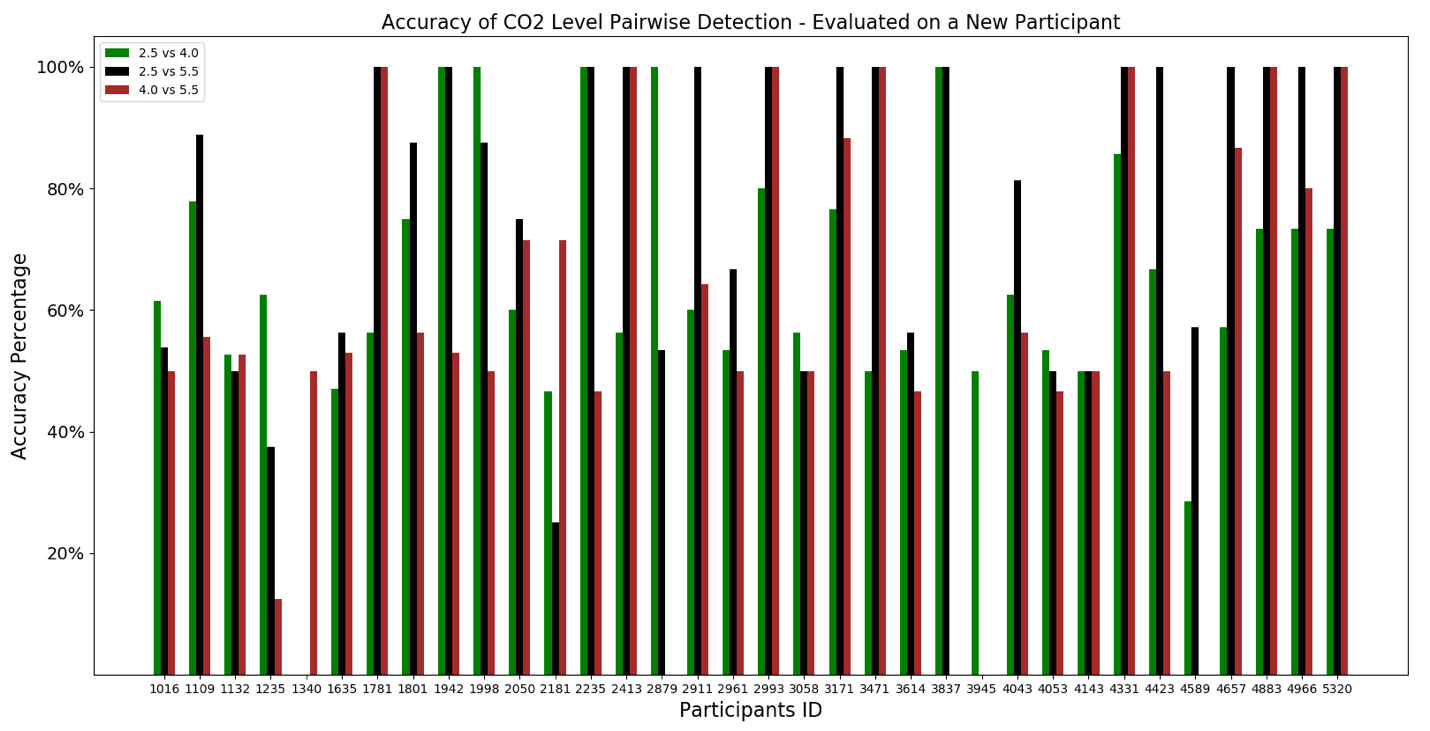 Accuracy of CO2 Level Pairwise Detection - Evaluated on a New Participant
2.5 vs 4.0
2.5 vs 5.5
4.0 vs 5.5
100%
80%
60%
40%
20%
Accuracy Percentage
1016 1109 1132 1235 1340 1635 1781 1801 1942 1998 2050 2181 2235 2413 2879 2911 2961 2993 3058 3171 3471 3614 3837 3945 4043 4053 4143 4331 4423 4589 4657 4883 4966 5320
Participants ID